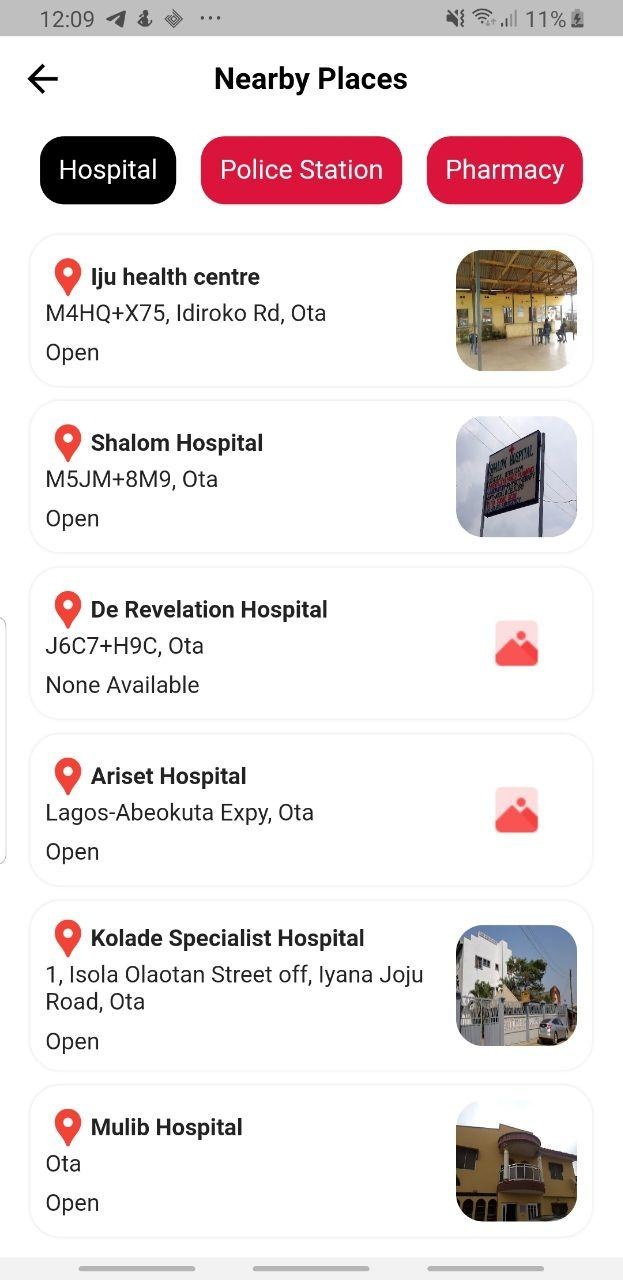 12:09 ... 11%
Nearby Places
Hospital Police Station Pharmacy
Iju health centre
M4HQ+X75, Idiroko Rd, Ota
Open
Shalom Hospital
M5JM+8M9, Ota
Open
SHALOM HOSPITAL
De Revelation Hospital
J6C7+H9C, Ota
None Available
Ariset Hospital
Lagos-Abeokuta Expy, Ota
Open
Kolade Specialist Hospital
1, Isola Olaotan Street off, Iyana Joju
Road, Ota
Open
Mulib Hospital
Ota
Open